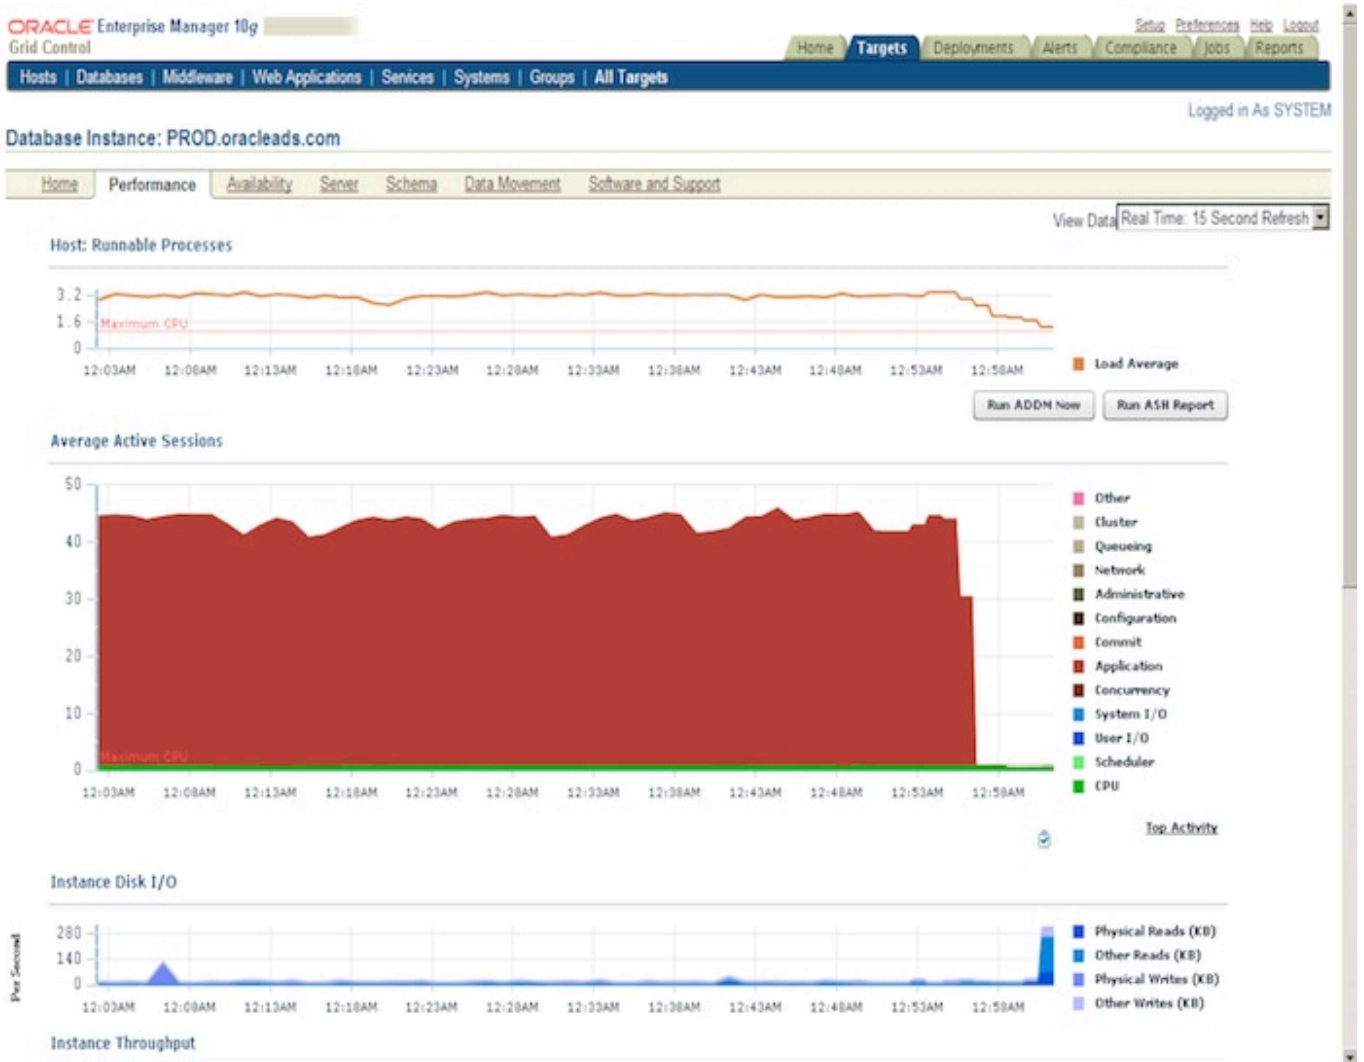 ORACLE Enterprise Manager 10g
Grid Control
Setup Preferences Help Logout
Home Targets Deployments Alerts Compliance Jobs Reports
Hosts | Databases | Middleware | Web Applications | Services | Systems | Groups | All Targets
Logged in As SYSTEM
Database Instance: PROD.oracleads.com
Home Performance Availability Server Schema Data Movement Software and Support
View Data Real Time: 15 Second Refresh
Host: Runnable Processes
3.2
1.6
Maximum CPU
0
12:03AM 12:08AM 12:13AM 12:18AM 12:23AM 12:28AM 12:33AM 12:38AM 12:43AM 12:48AM 12:53AM 12:58AM
Load Average
Run ADDM Now Run ASH Report
Average Active Sessions
50
40
30
20
10
Maximum CPU
0
12:03AM 12:08AM 12:13AM 12:18AM 12:23AM 12:28AM 12:33AM 12:38AM 12:43AM 12:48AM 12:53AM 12:58AM
Other
Cluster
Queueing
Network
Administrative
Configuration
Commit
Application
Concurrency
System I/O
User I/O
Scheduler
CPU
Top Activity
Instance Disk I/O
Per Second
280
140
0
12:03AM 12:08AM 12:13AM 12:18AM 12:23AM 12:28AM 12:33AM 12:38AM 12:43AM 12:48AM 12:53AM 12:58AM
Physical Reads (KB)
Other Reads (KB)
Physical Writes (KB)
Other Writes (KB)
Instance Throughput